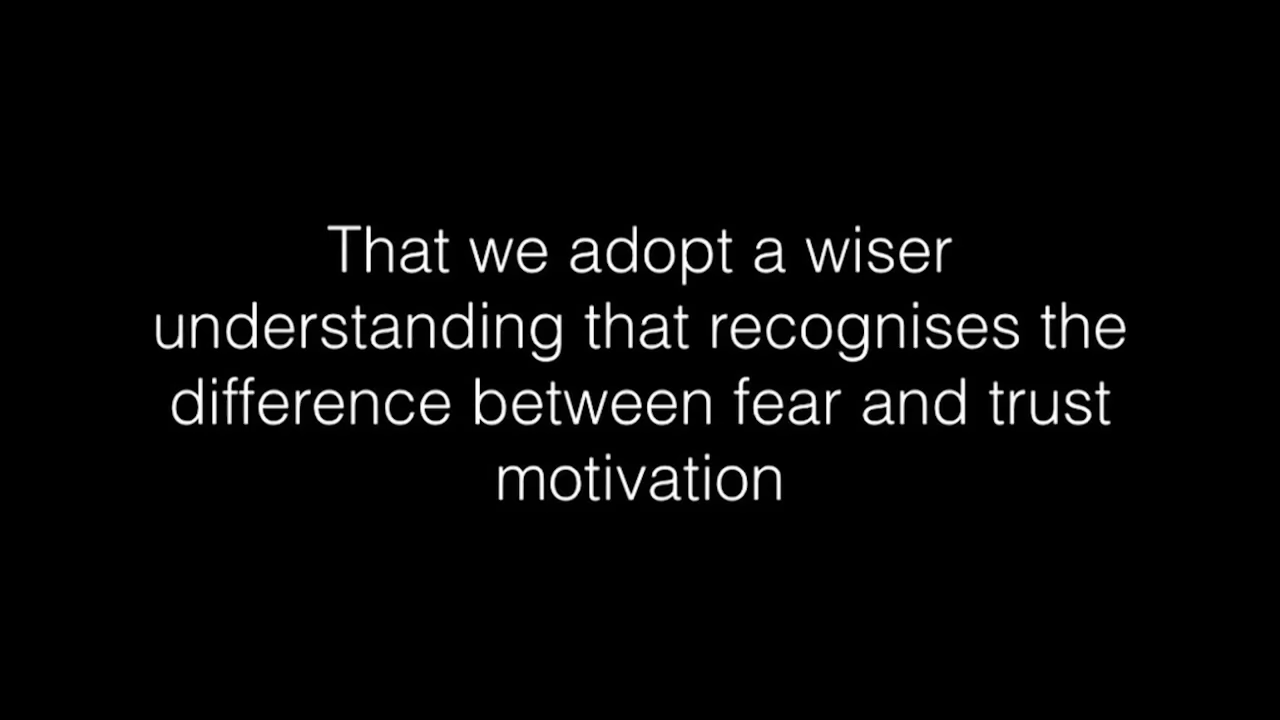 That we adopt a wiser
understanding that recognises the
difference between fear and trust
motivation